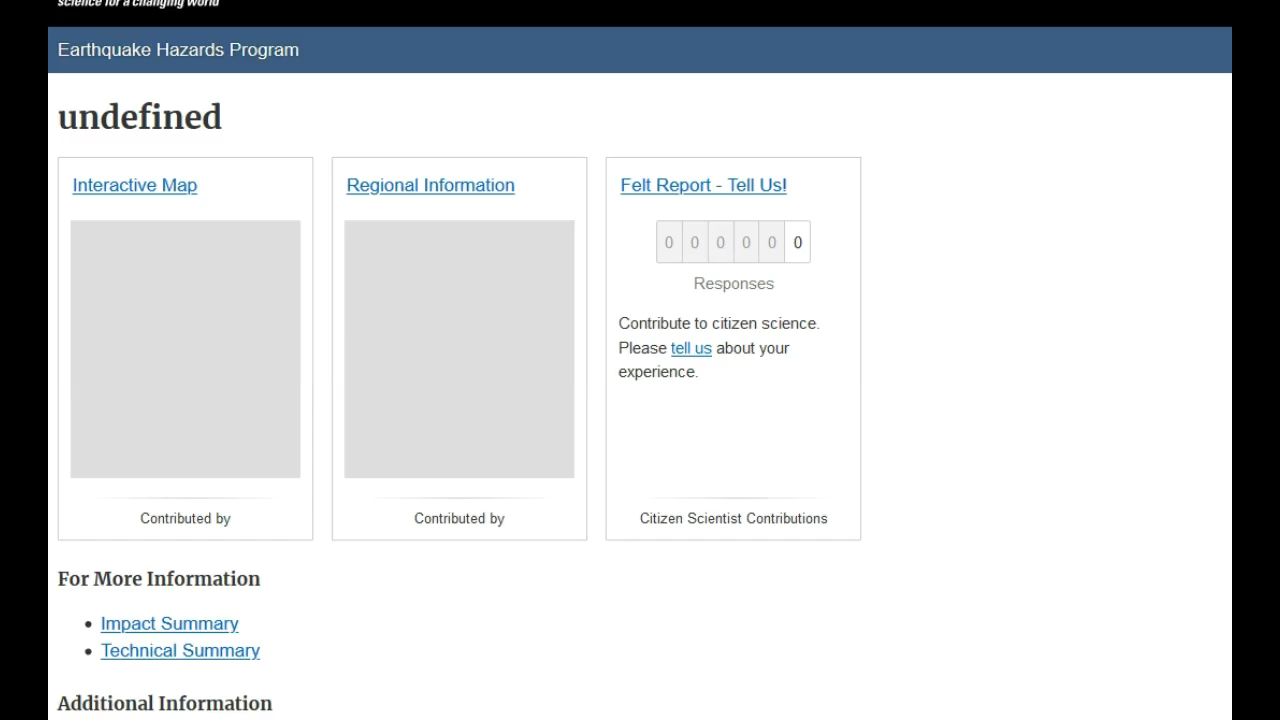 science for a changing world
Earthquake Hazards Program
undefined
Interactive Map
Contributed by
Regional Information
Contributed by
Felt Report - Tell Us!
0 0 0 0 0 0
Responses
Contribute to citizen science.
Please tell us about your
experience.
Citizen Scientist Contributions
For More Information
Impact Summary
Technical Summary
Additional Information